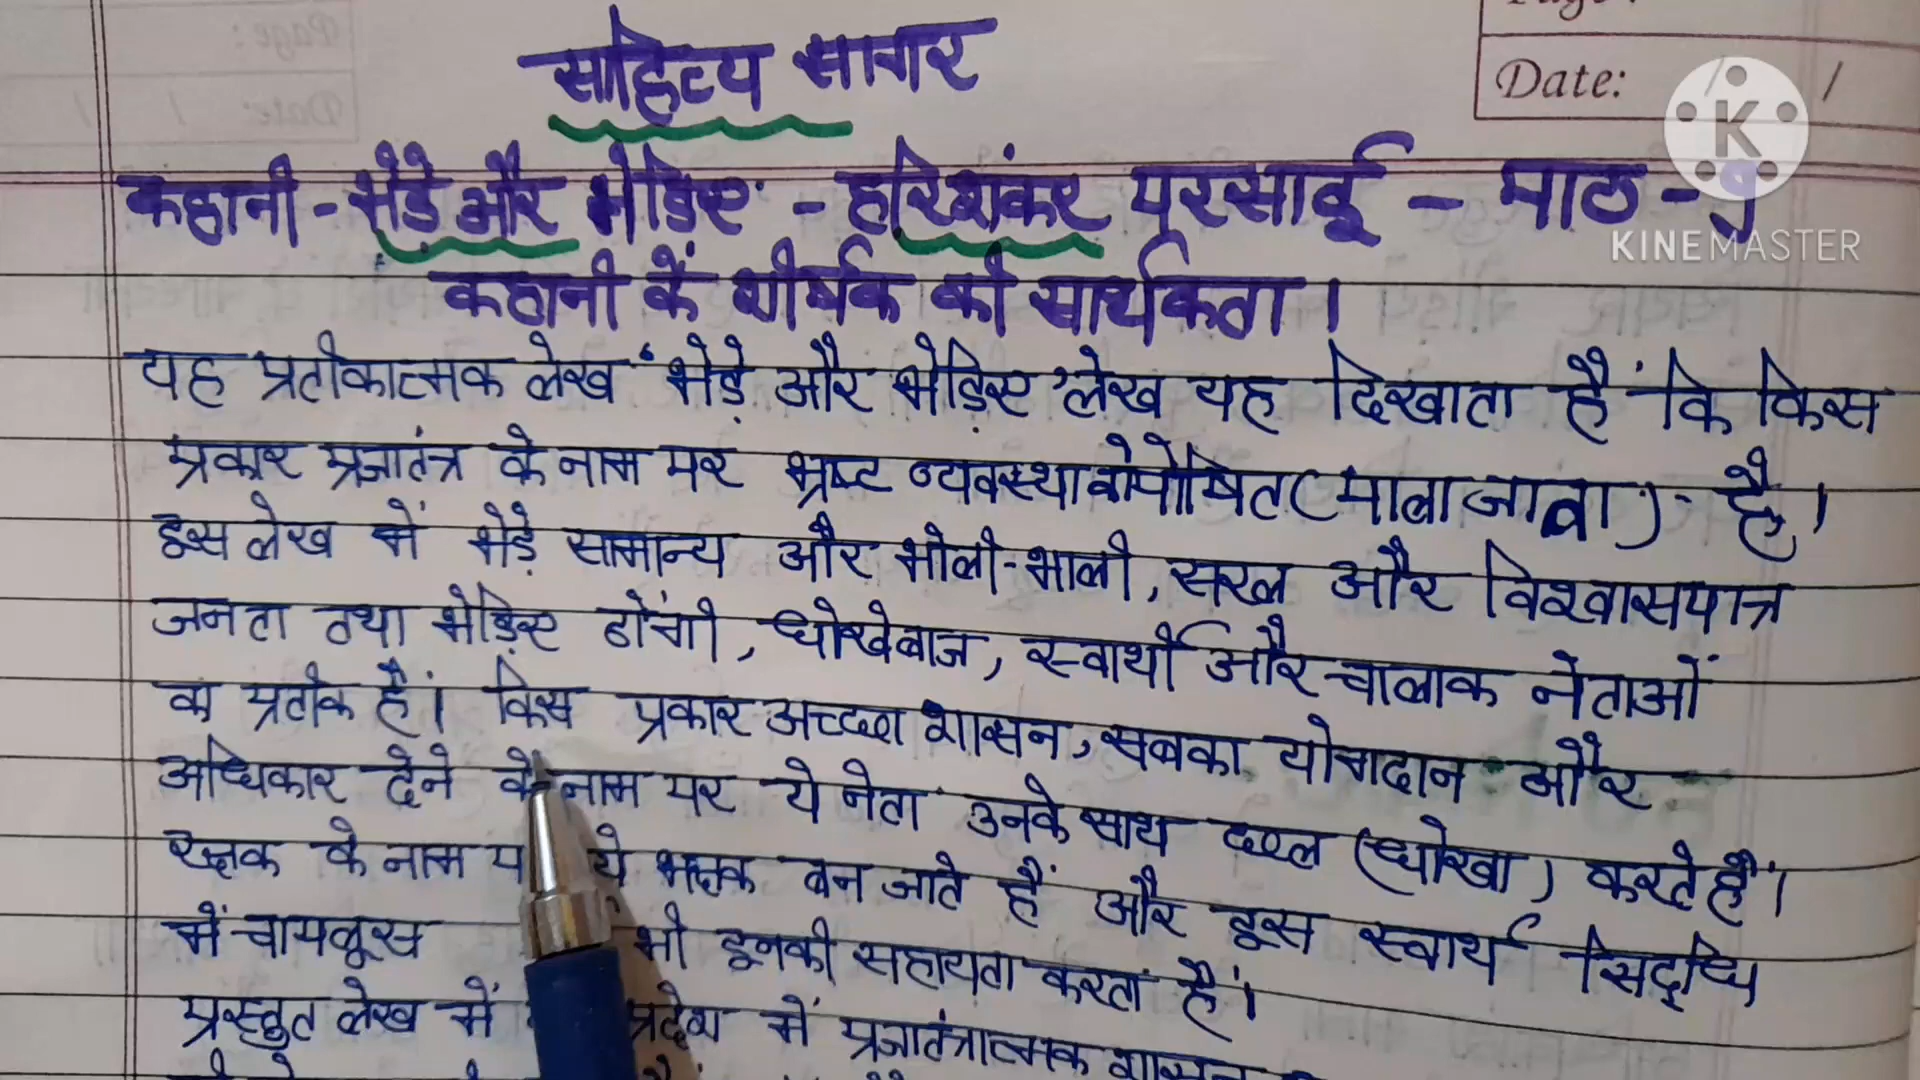 Page:
Date: / /
साहित्य सागर
कहानी - भेड़ें और भेड़िए - हरिशंकर परसाई - पाठ - 9
KINEMASTER
कहानी के शीर्षक की सार्थकता।
यह प्रतीकात्मक लेख 'भेड़े और भेड़िए' लेख यह दिखाता है कि किस
प्रकार प्रजातंत्र के नाम पर भ्रष्ट व्यवस्था को पोषित (पाला जाता) है।
इस लेख में भेड़े सामान्य और भोली-भाली, सरल और विश्वासपात्र
जनता तथा भेड़िए ढोंगी, धोखेबाज, स्वार्थी और चालाक नेताओं
का प्रतीक है। किस प्रकार अच्छा शासन, सबका योगदान और
अधिकार देने के नाम पर ये नेता उनके साथ छल (धोखा) करते हैं।
रक्षक के नाम प ये भक्षक बन जाते हैं और इस स्वार्थ सिद्धि
में चापलूस भी इनकी सहायता करता है।
प्रस्तुत लेख में प्रदेश में प्रजातंत्रात्मक शासन